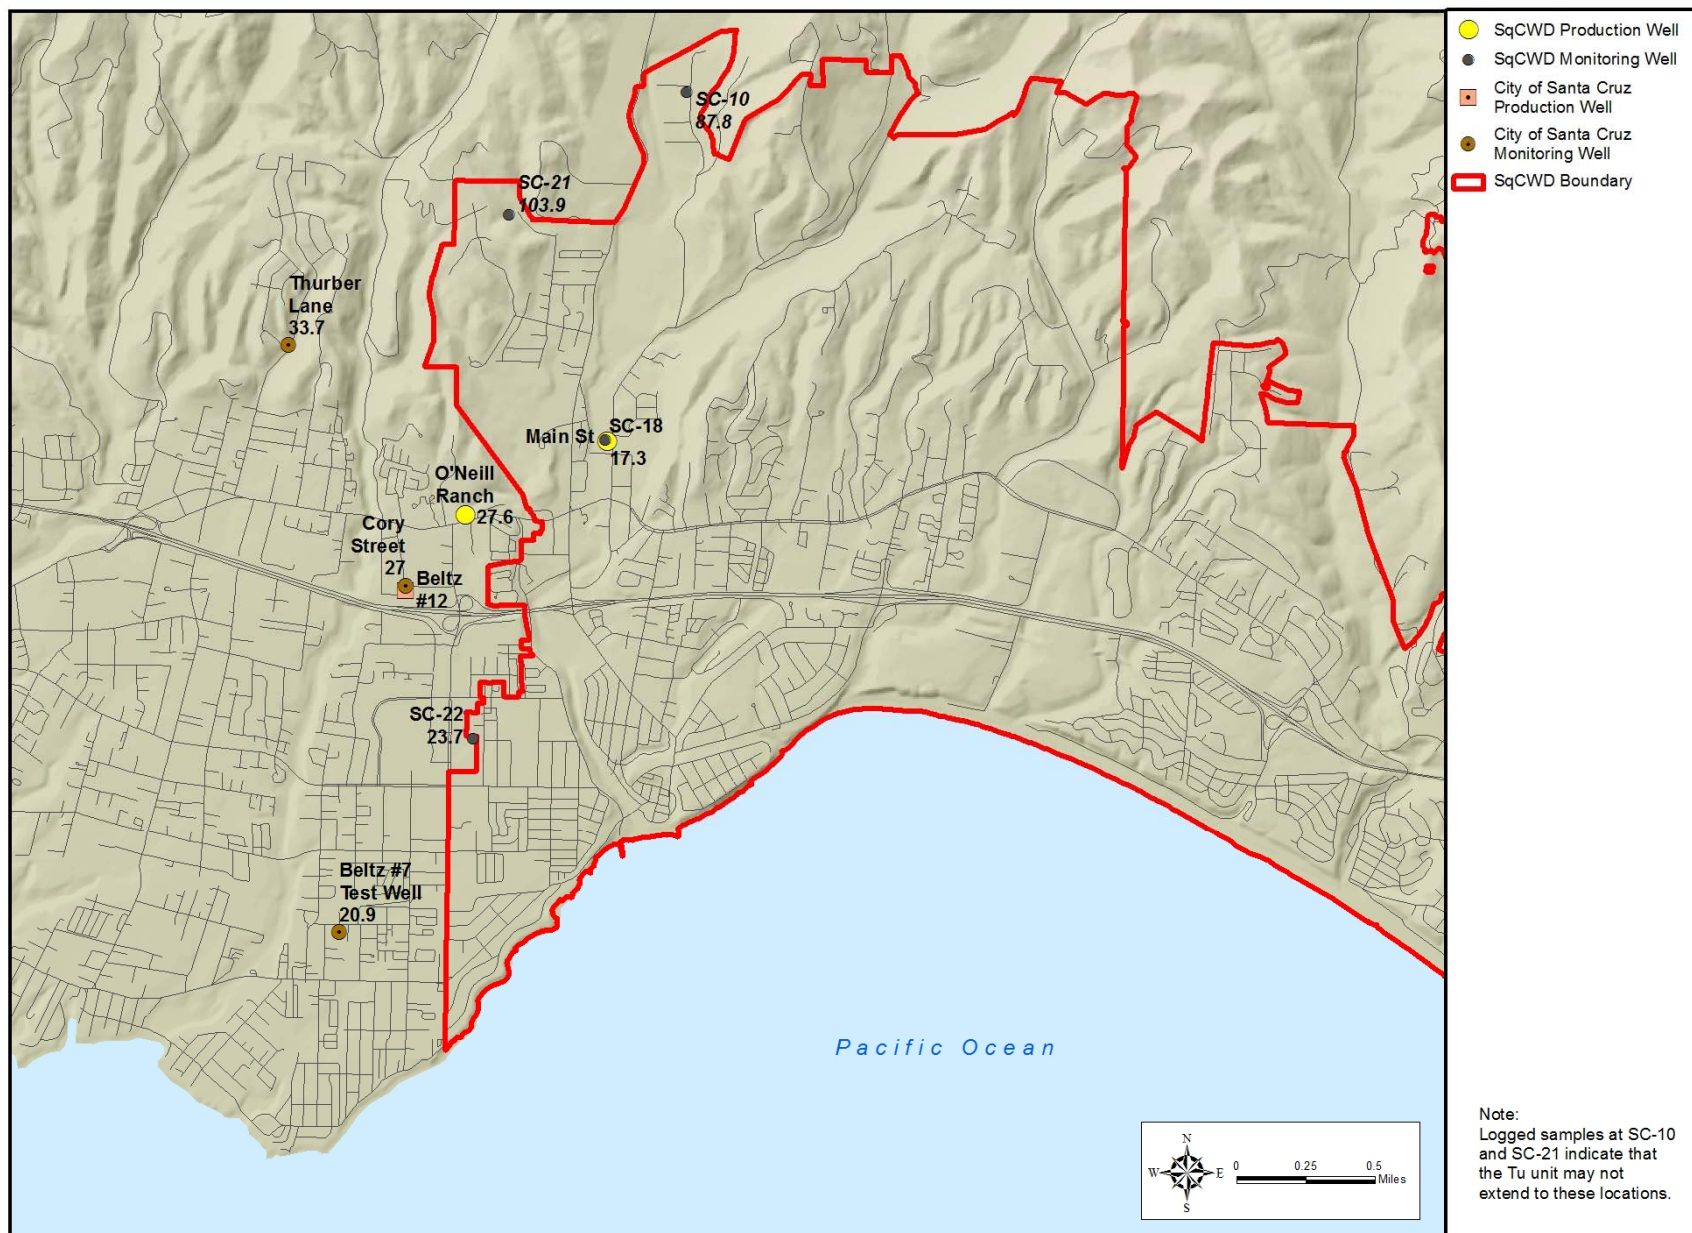 SqCWD Production Well
SqCWD Monitoring Well
City of Santa Cruz
Production Well
City of Santa Cruz
Monitoring Well
SqCWD Boundary
SC-10
87.8
SC-21
103.9
Thurber
Lane
33.7
Main St
SC-18
17.3
O'Neill
Ranch
27.6
Cory
Street
27
Beltz
#12
SC-22
23.7
Beltz #7
Test Well
20.9
Pacific Ocean
N
W
E
S
0 0.25 0.5
Miles
Note:
Logged samples at SC-10
and SC-21 indicate that
the Tu unit may not
extend to these locations.